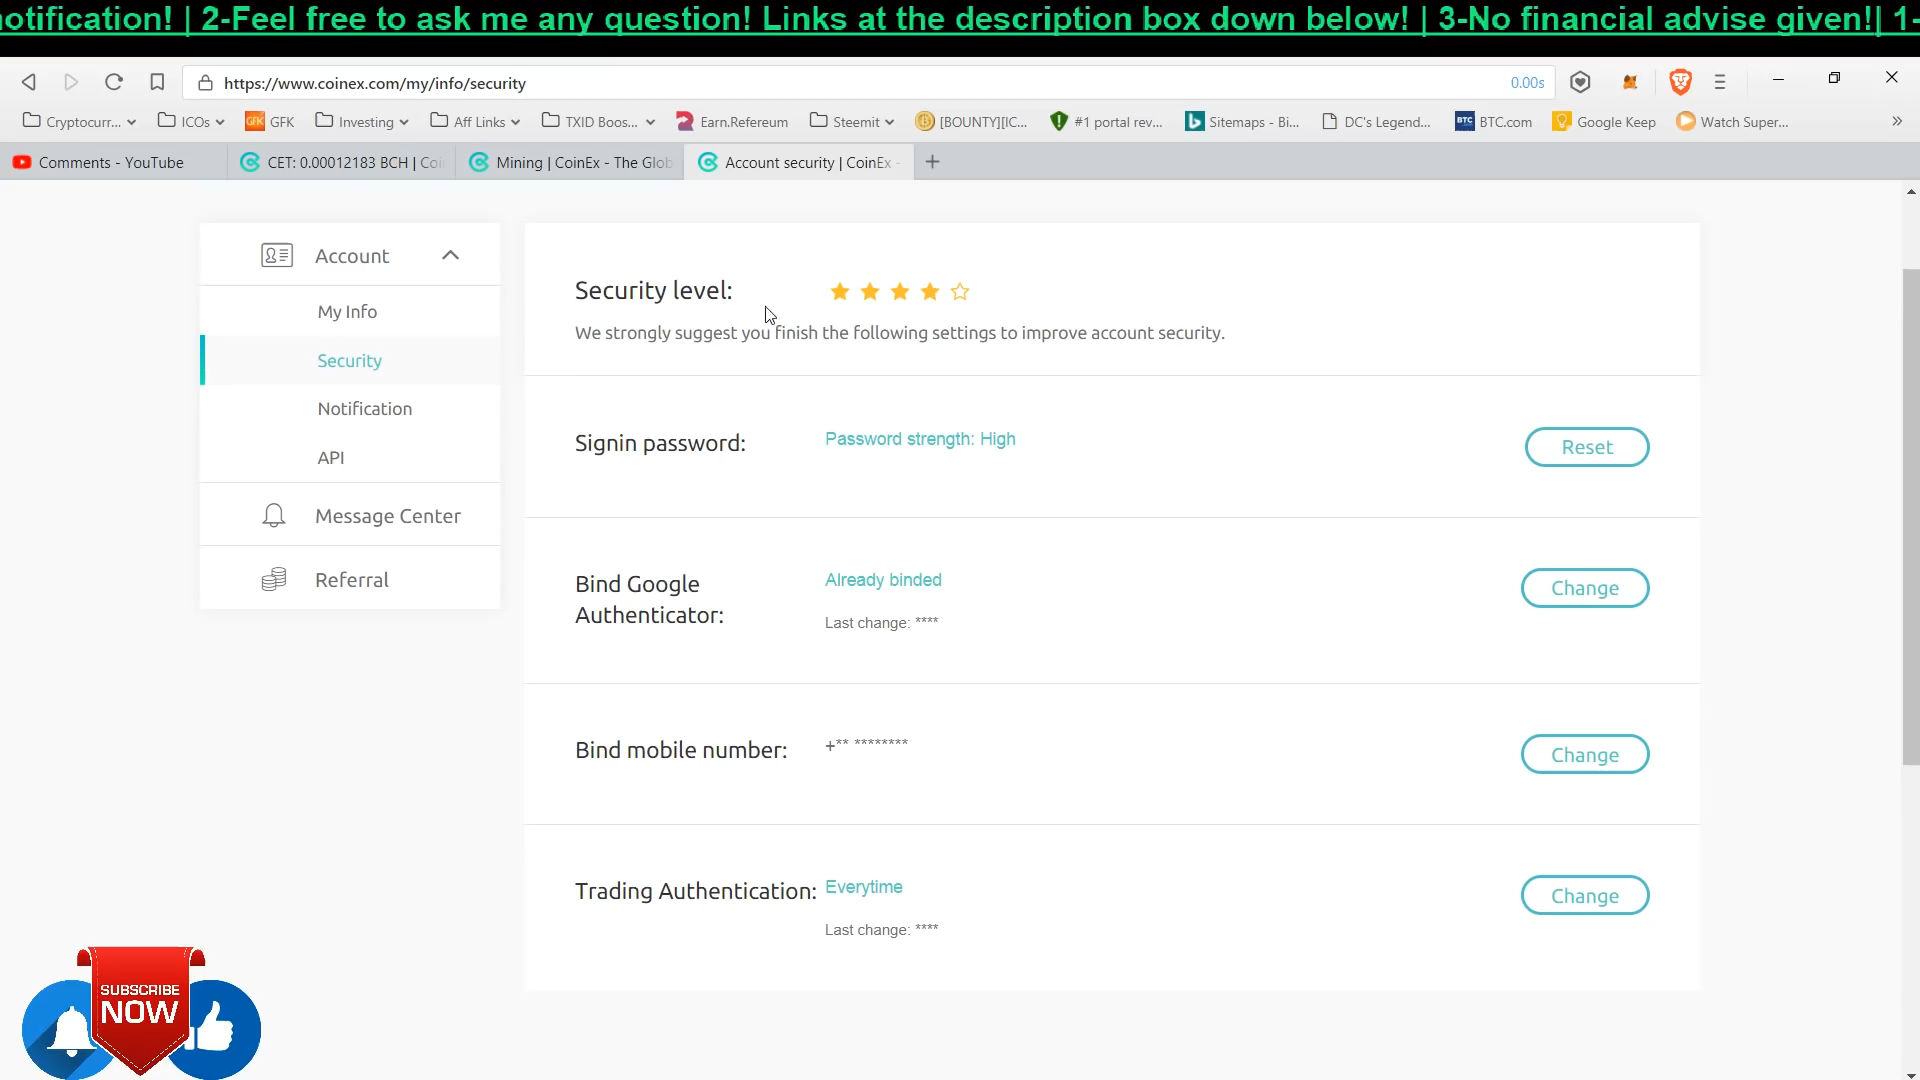 otification! | 2-Feel free to ask me any question! Links at the description box down below! | 3-No financial advise given!| 1-
https://www.coinex.com/my/info/security
0.00s
Cryptocurr...
ICOs
GFK
GFK
Investing
Aff Links
TXID Boos...
Earn.Refereum
Steemit
[BOUNTY][IC...
#1 portal rev...
Sitemaps - Bi...
DC's Legend...
BTC
BTC.com
Google Keep
Watch Super...
Comments - YouTube
CET: 0.00012183 BCH | Coi
Mining | CoinEx - The Glob
Account security | CoinEx -
Account
My Info
Security
Notification
API
Message Center
Referral
Security level:
We strongly suggest you finish the following settings to improve account security.
Signin password:
Password strength: High
Reset
Bind Google
Authenticator:
Already binded
Last change: ****
Change
Bind mobile number:
+** ********
Change
Trading Authentication:
Everytime
Last change: ****
Change
SUBSCRIBE
NOW